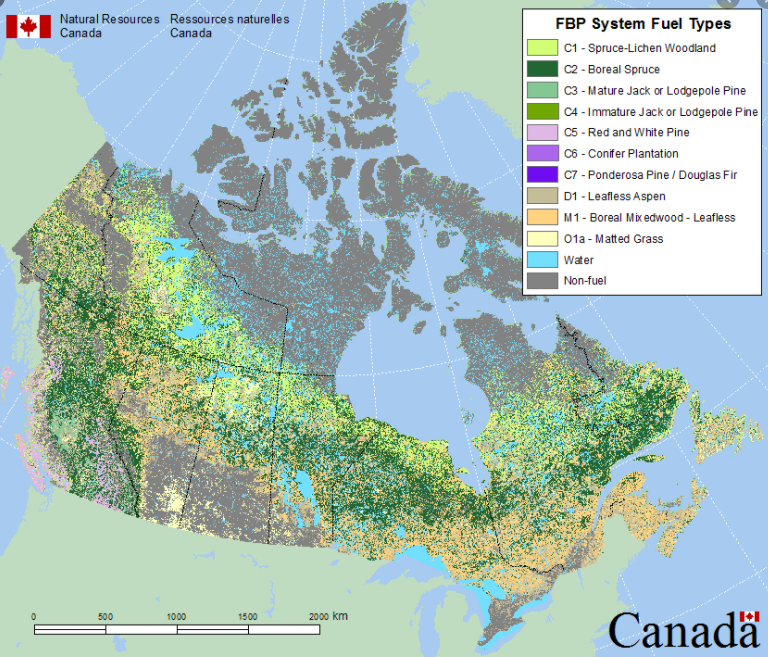 Natural Resources Ressources naturelles
Canada Canada
FBP System Fuel Types
C1 - Spruce-Lichen Woodland
C2 - Boreal Spruce
C3 - Mature Jack or Lodgepole Pine
C4 - Immature Jack or Lodgepole Pine
C5 - Red and White Pine
C6 - Conifer Plantation
C7 - Ponderosa Pine / Douglas Fir
D1 - Leafless Aspen
M1 - Boreal Mixedwood - Leafless
O1a - Matted Grass
Water
Non-fuel
0 500 1000 1500 2000 km
Canada